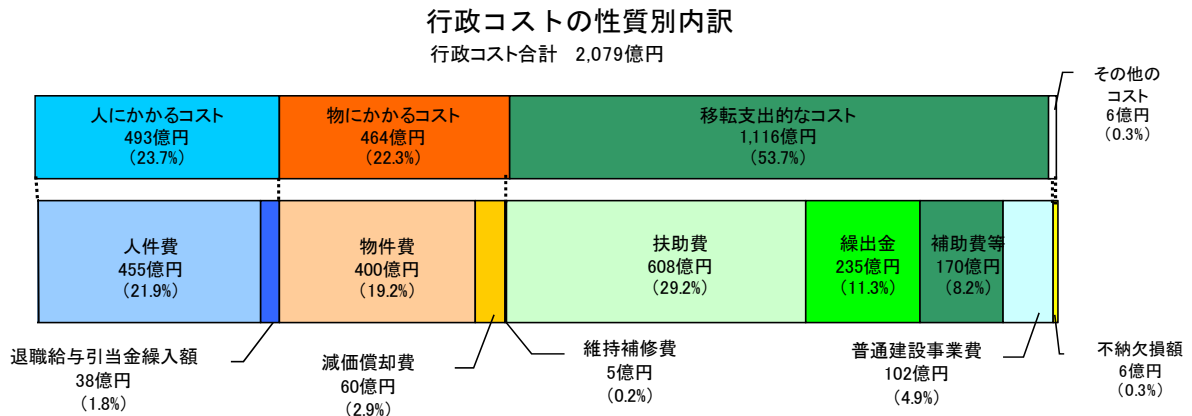 行政コストの性質別内訳
行政コスト合計　2,079億円
人にかかるコスト
493億円
（23.7%）
物にかかるコスト
464億円
（22.3%）
移転支出的なコスト
1,116億円
（53.7%）
その他の
コスト
6億円
（0.3%）
人件費
455億円
（21.9%）
物件費
400億円
（19.2%）
扶助費
608億円
（29.2%）
繰出金
235億円
（11.3%）
補助費等
170億円
（8.2%）
退職給与引当金繰入額
38億円
（1.8%）
減価償却費
60億円
（2.9%）
維持補修費
5億円
（0.2%）
普通建設事業費
102億円
（4.9%）
不納欠損額
6億円
（0.3%）